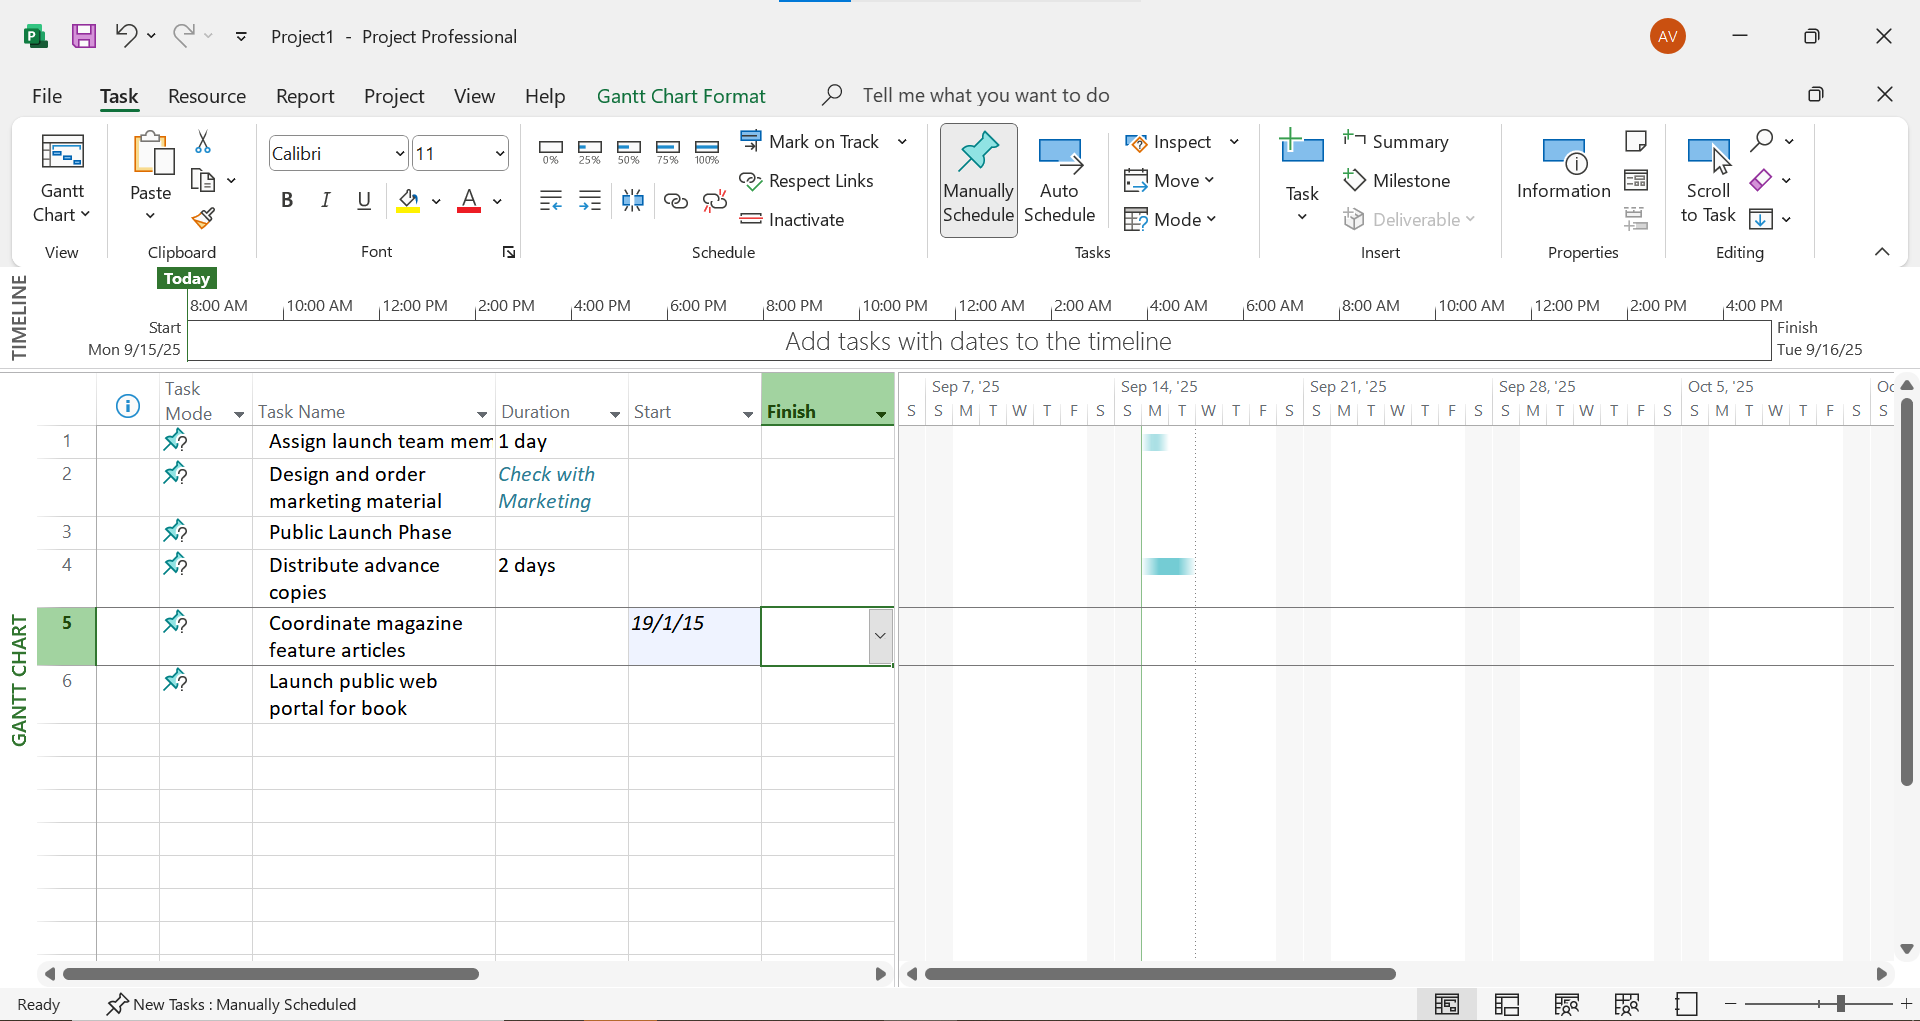 Project1 - Project Professional
AV
File Task Resource Report Project View Help Gantt Chart Format Tell me what you want to do
Gantt
Chart
View
Paste
Clipboard
Calibri 11
B I U A
Font
0% 25% 50% 75% 100%
Mark on Track
Respect Links
Inactivate
Schedule
Manually
Schedule
Auto
Schedule
Inspect
Move
Mode
Tasks
Task
Summary
Milestone
Deliverable
Insert
Information
Properties
Scroll
to Task
Editing
TIMELINE
Today
8:00 AM 10:00 AM 12:00 PM 2:00 PM 4:00 PM 6:00 PM 8:00 PM 10:00 PM 12:00 AM 2:00 AM 4:00 AM 6:00 AM 8:00 AM 10:00 AM 12:00 PM 2:00 PM 4:00 PM
Start
Mon 9/15/25
Add tasks with dates to the timeline
Finish
Tue 9/16/25
GANTT CHART
Task
Mode Task Name Duration Start Finish
Sep 7, '25 Sep 14, '25 Sep 21, '25 Sep 28, '25 Oct 5, '25 Oc
S S M T W T F S S M T W T F S S M T W T F S S M T W T F S S M T W T F S S
1 Assign launch team mem 1 day
2 Design and order Check with
marketing material Marketing
3 Public Launch Phase
4 Distribute advance 2 days
copies
5 Coordinate magazine 19/1/15
feature articles
6 Launch public web
portal for book
Ready New Tasks : Manually Scheduled